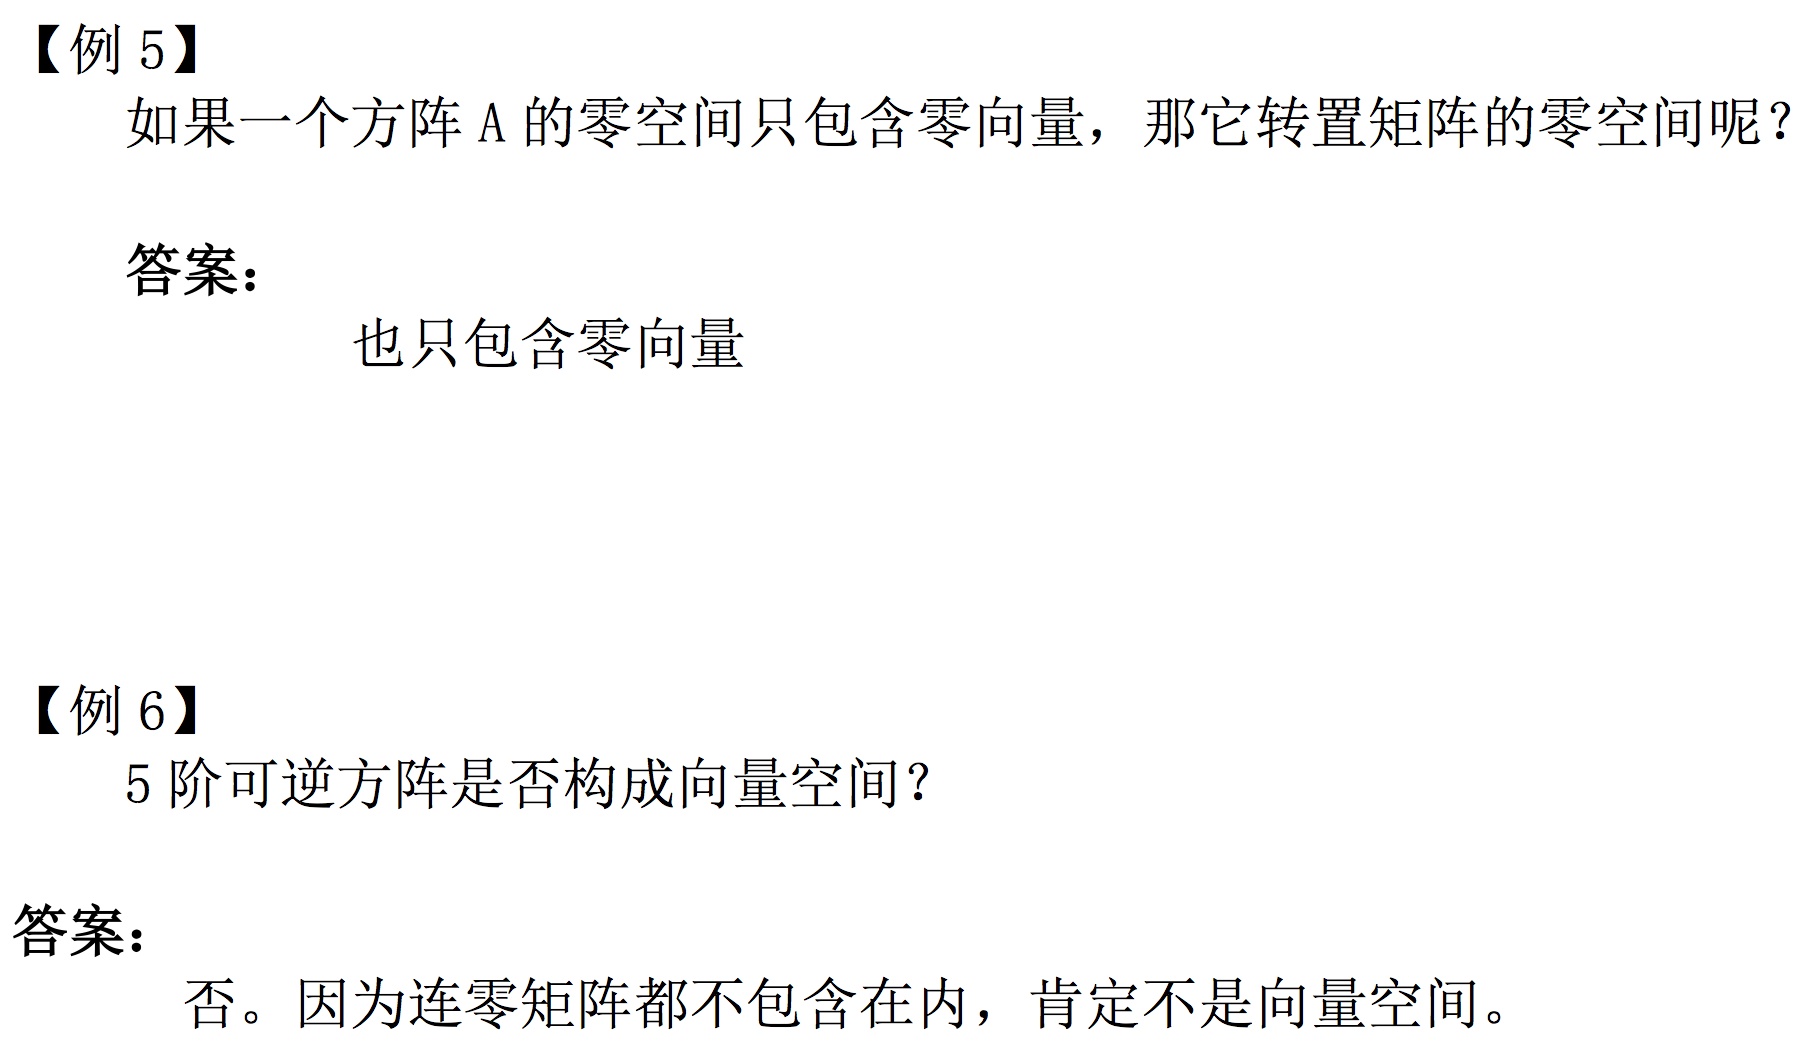 【例 5】
如果一个方阵 A 的零空间只包含零向量，那它转置矩阵的零空间呢？
答案：
也只包含零向量
【例 6】
5 阶可逆方阵是否构成向量空间？
答案：
否。因为连零矩阵都不包含在内，肯定不是向量空间。